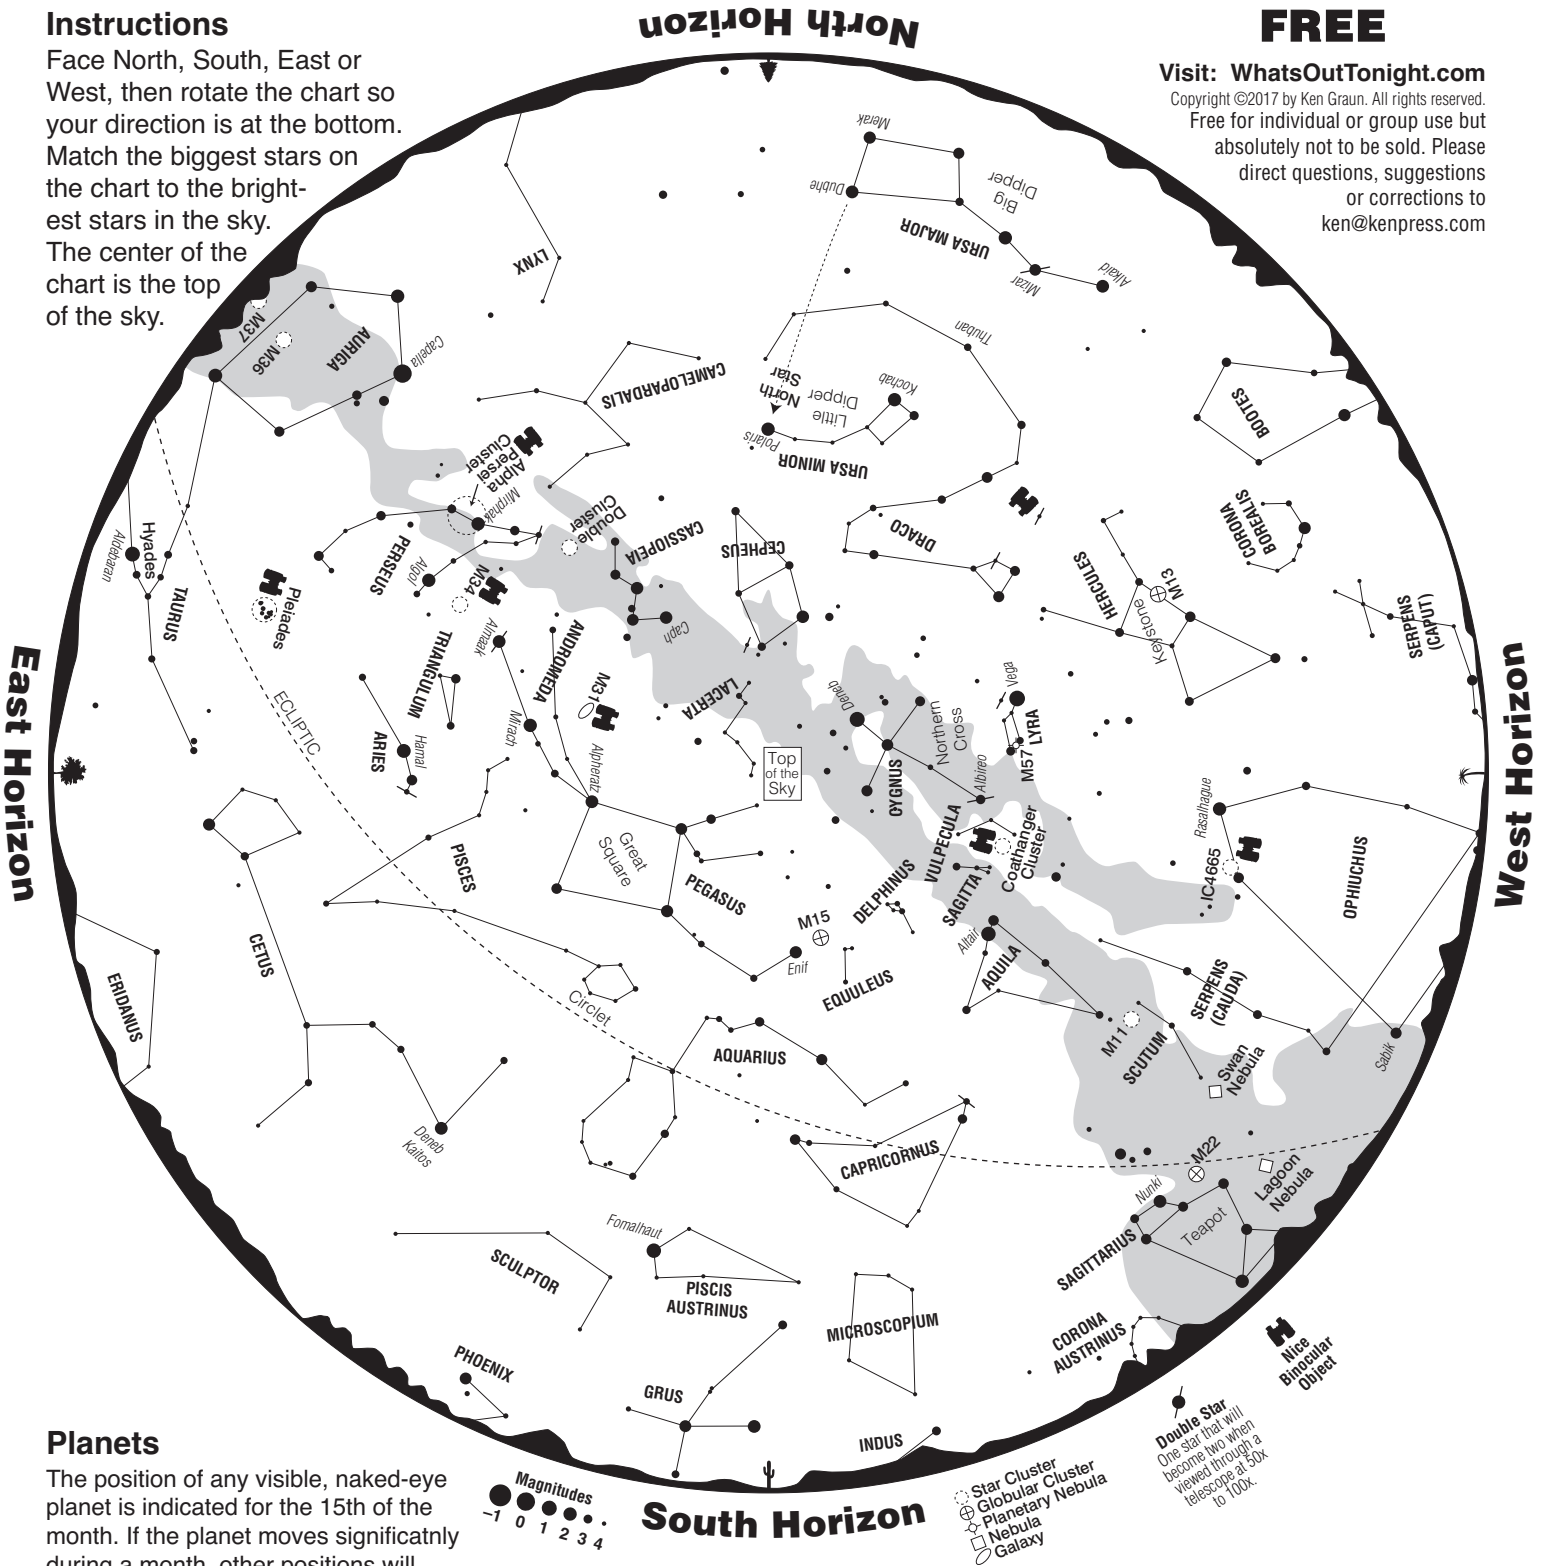 Instructions
Face North, South, East or
West, then rotate the chart so
your direction is at the bottom.
Match the biggest stars on
the chart to the bright-
est stars in the sky.
The center of the
chart is the top
of the sky.
North Horizon
FREE
Visit: WhatsOutTonight.com
Copyright ©2017 by Ken Graun. All rights reserved.
Free for individual or group use but
absolutely not to be sold. Please
direct questions, suggestions
or corrections to
ken@kenpress.com
Merak
Dubhe
Big
Dipper
URSA MAJOR
Mizar
Alkaid
LYNX
M37
M36
AURIGA
Capella
CAMELOPARDALIS
North
Star
Little
Dipper
Kochab
Thuban
Polaris
URSA MINOR
BOOTES
Alpha
Persei
Cluster
Mirphak
Double
Cluster
CASSIOPEIA
CEPHEUS
DRACO
CORONA
BOREALIS
HERCULES
M13
Keystone
SERPENS
(CAPUT)
Hyades
Aldebaran
TAURUS
Pleiades
PERSEUS
Algol
M34
Caph
Almaak
TRIANGULUM
ANDROMEDA
M31
LACERTA
Deneb
Northern
Cross
Vega
LYRA
M57
East Horizon
West Horizon
ECLIPTIC
ARIES
Hamal
Mirach
Alpheratz
Top
of the
Sky
CYGNUS
Albireo
Rasalhague
IC4665
OPHIUCHUS
VULPECULA
Coathanger
Cluster
SAGITTA
DELPHINUS
PISCES
Great
Square
PEGASUS
M15
Enif
EQUULEUS
Altair
AQUILA
CETUS
ERIDANUS
Circlet
AQUARIUS
M11
SCUTUM
SERPENS
(CAUDA)
Swan
Nebula
Sabik
Deneb
Kaitos
CAPRICORNUS
M22
Lagoon
Nebula
Nunki
Teapot
SAGITTARIUS
Fomalhaut
SCULPTOR
PISCIS
AUSTRINUS
MICROSCOPIUM
CORONA
AUSTRINUS
PHOENIX
GRUS
INDUS
South Horizon
Nice
Binocular
Object
Double Star
One star that will
become two when
viewed through a
telescope at 50x
to 100x.
Magnitudes
–1 0 1 2 3 4
Star Cluster
Globular Cluster
Planetary Nebula
Nebula
Galaxy
Planets
The position of any visible, naked-eye
planet is indicated for the 15th of the
month. If the planet moves significatnly
during a month, other positions will